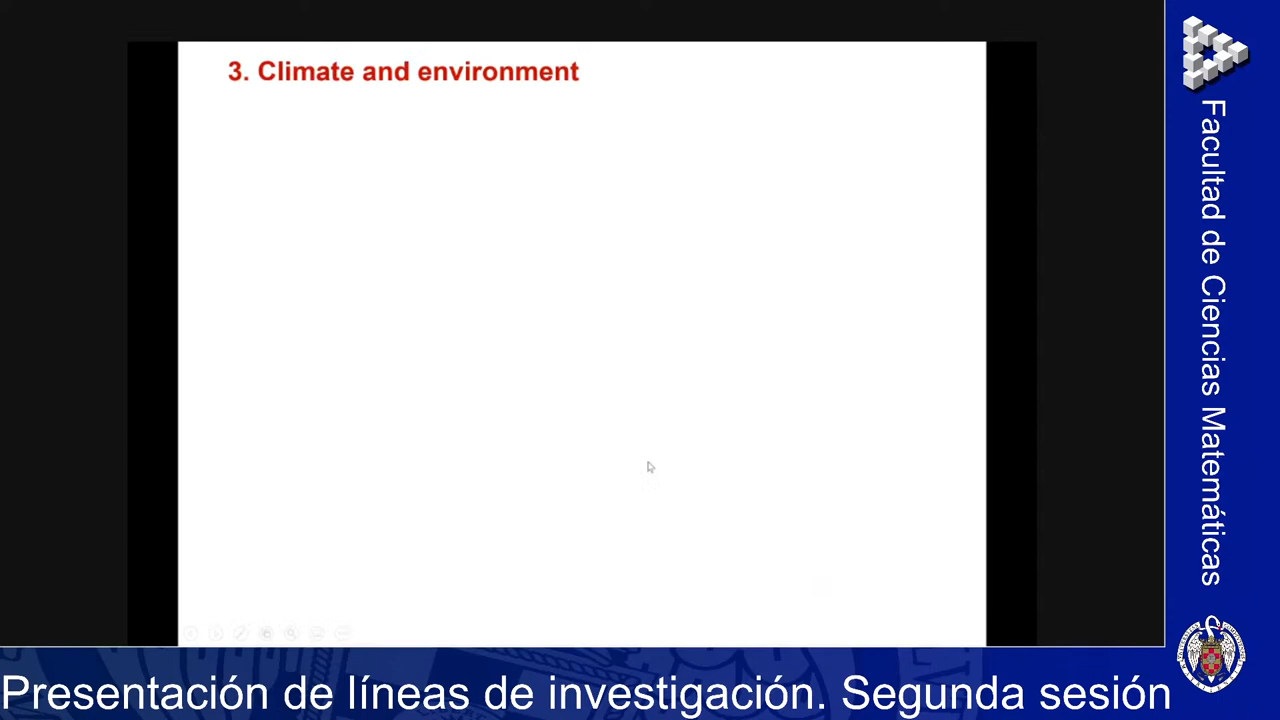 3. Climate and environment
Facultad de Ciencias Matemáticas
Presentación de líneas de investigación. Segunda sesión